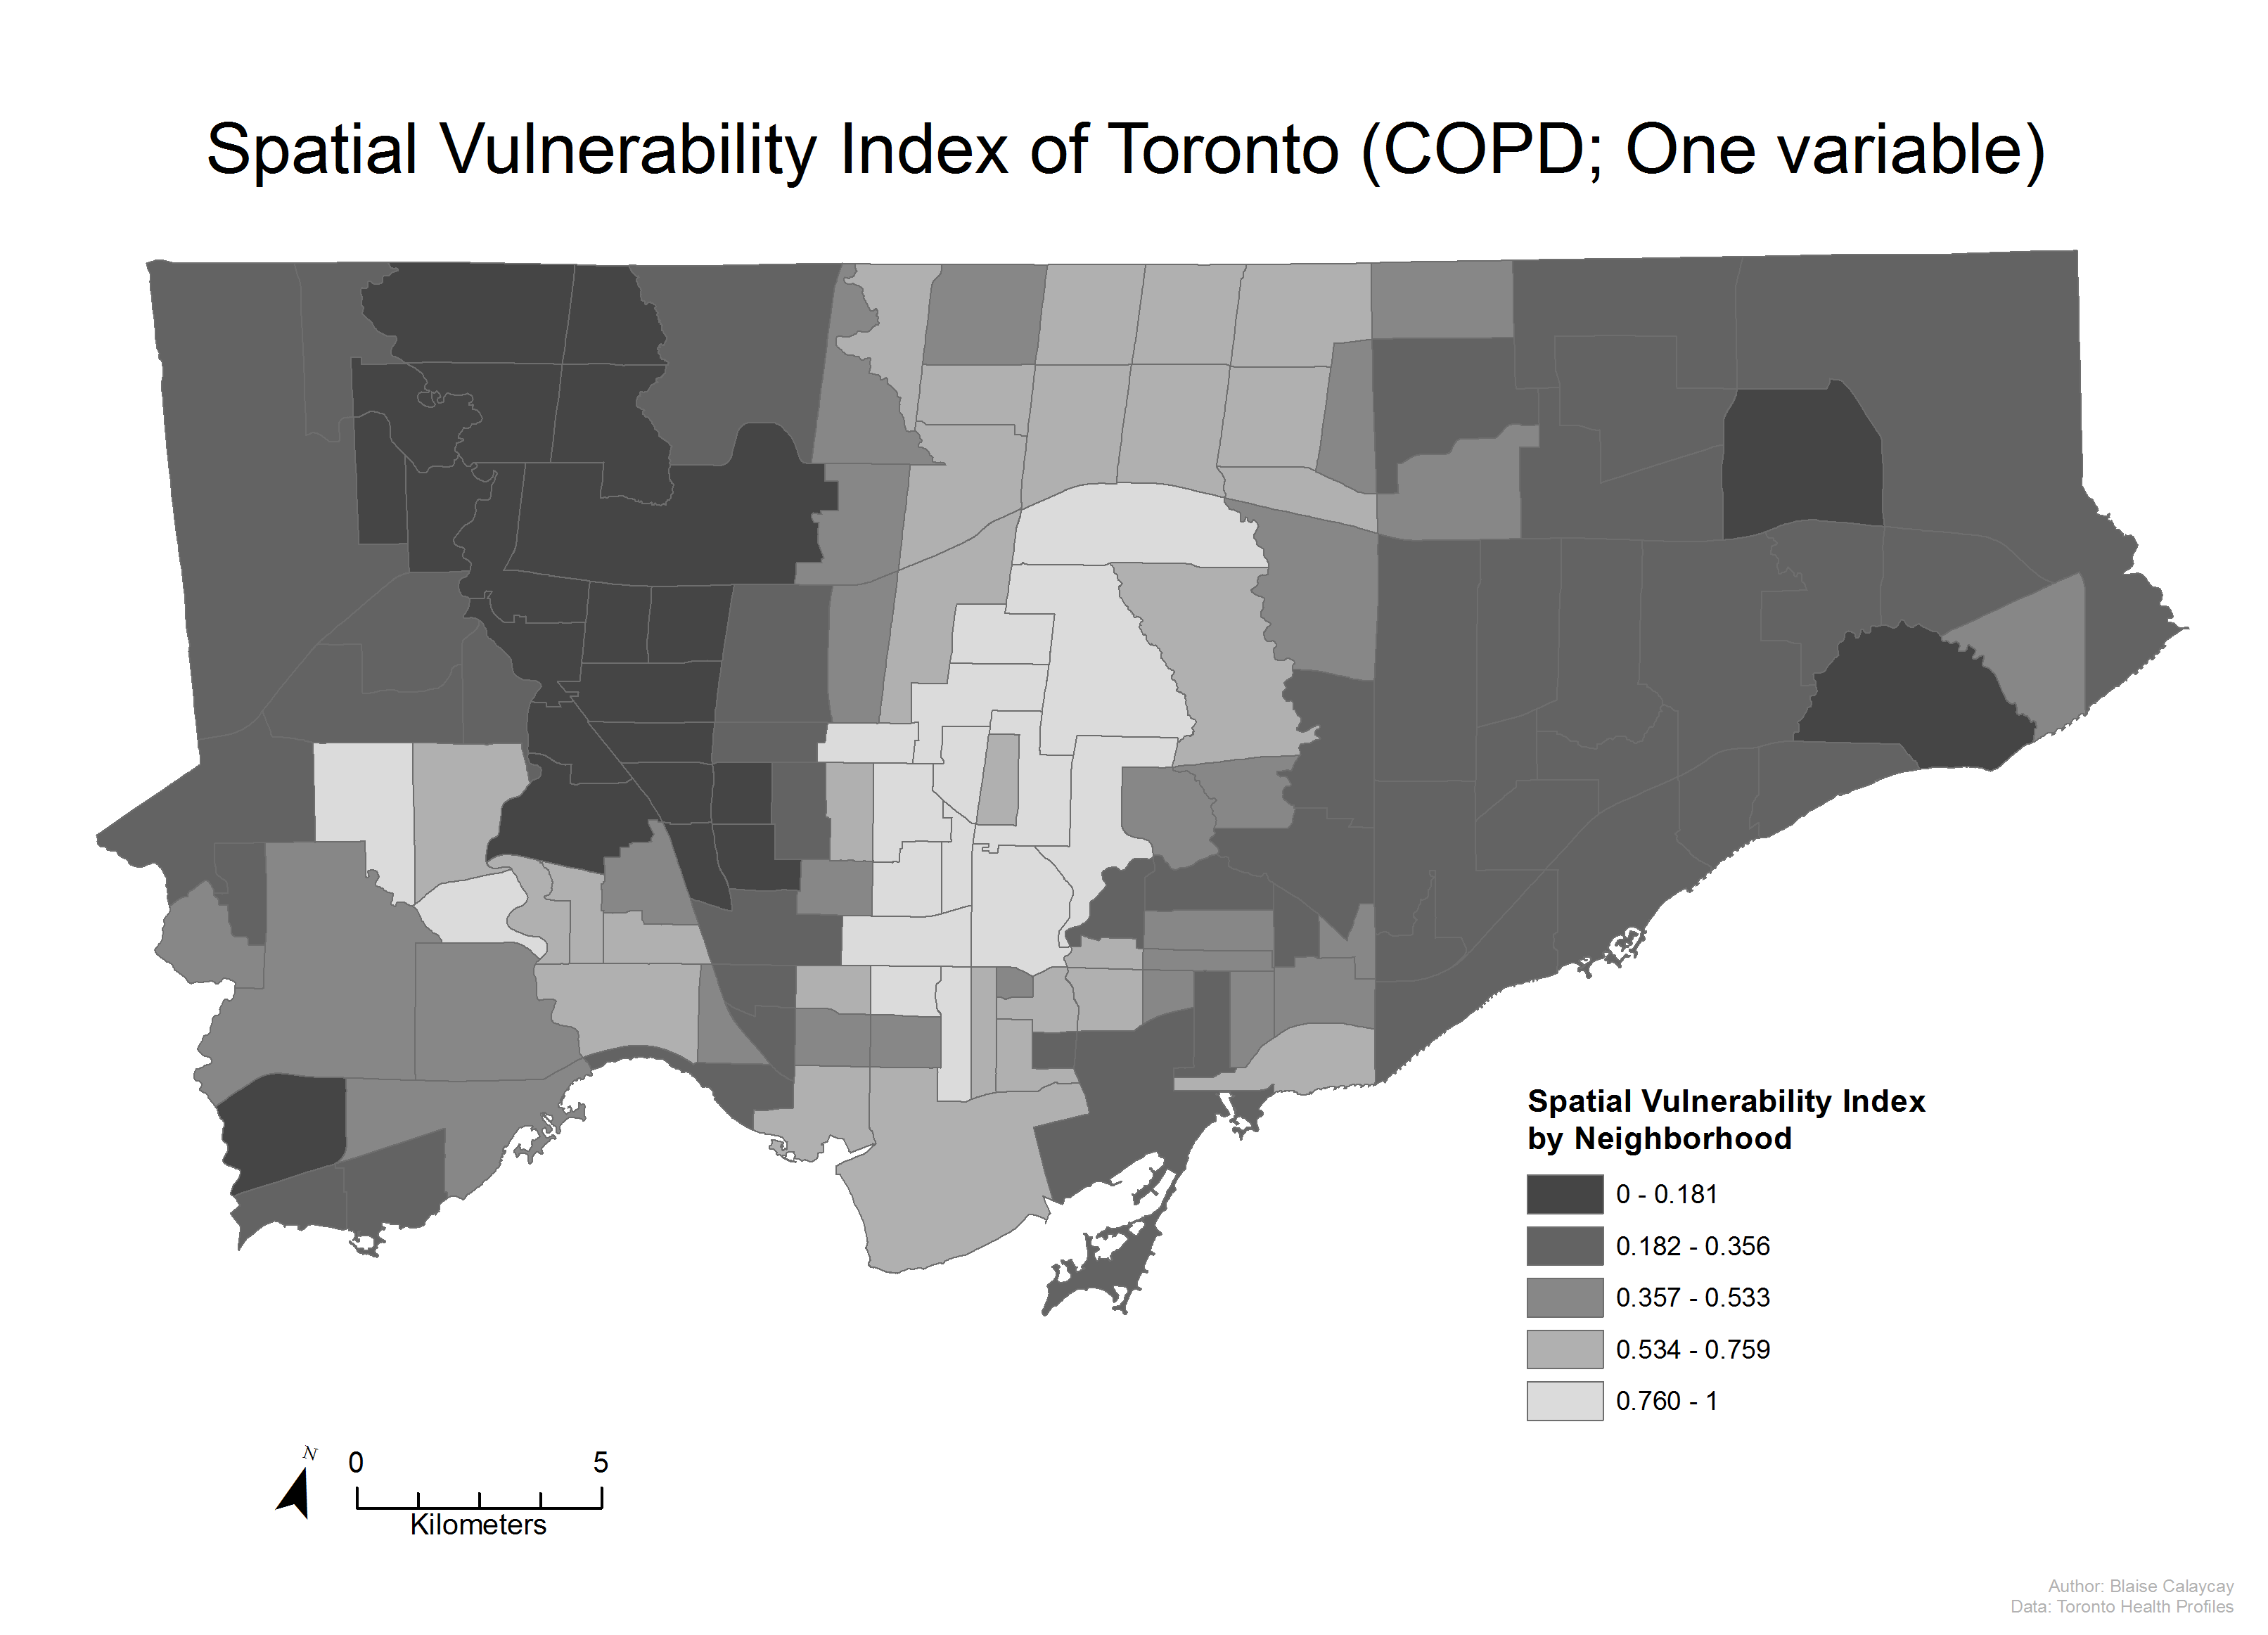 Spatial Vulnerability Index of Toronto (COPD; One variable)
Spatial Vulnerability Index
by Neighborhood
0 - 0.181
0.182 - 0.356
0.357 - 0.533
0.534 - 0.759
0.760 - 1
N
0 5
Kilometers
Author: Blaise Calaycay
Data: Toronto Health Profiles